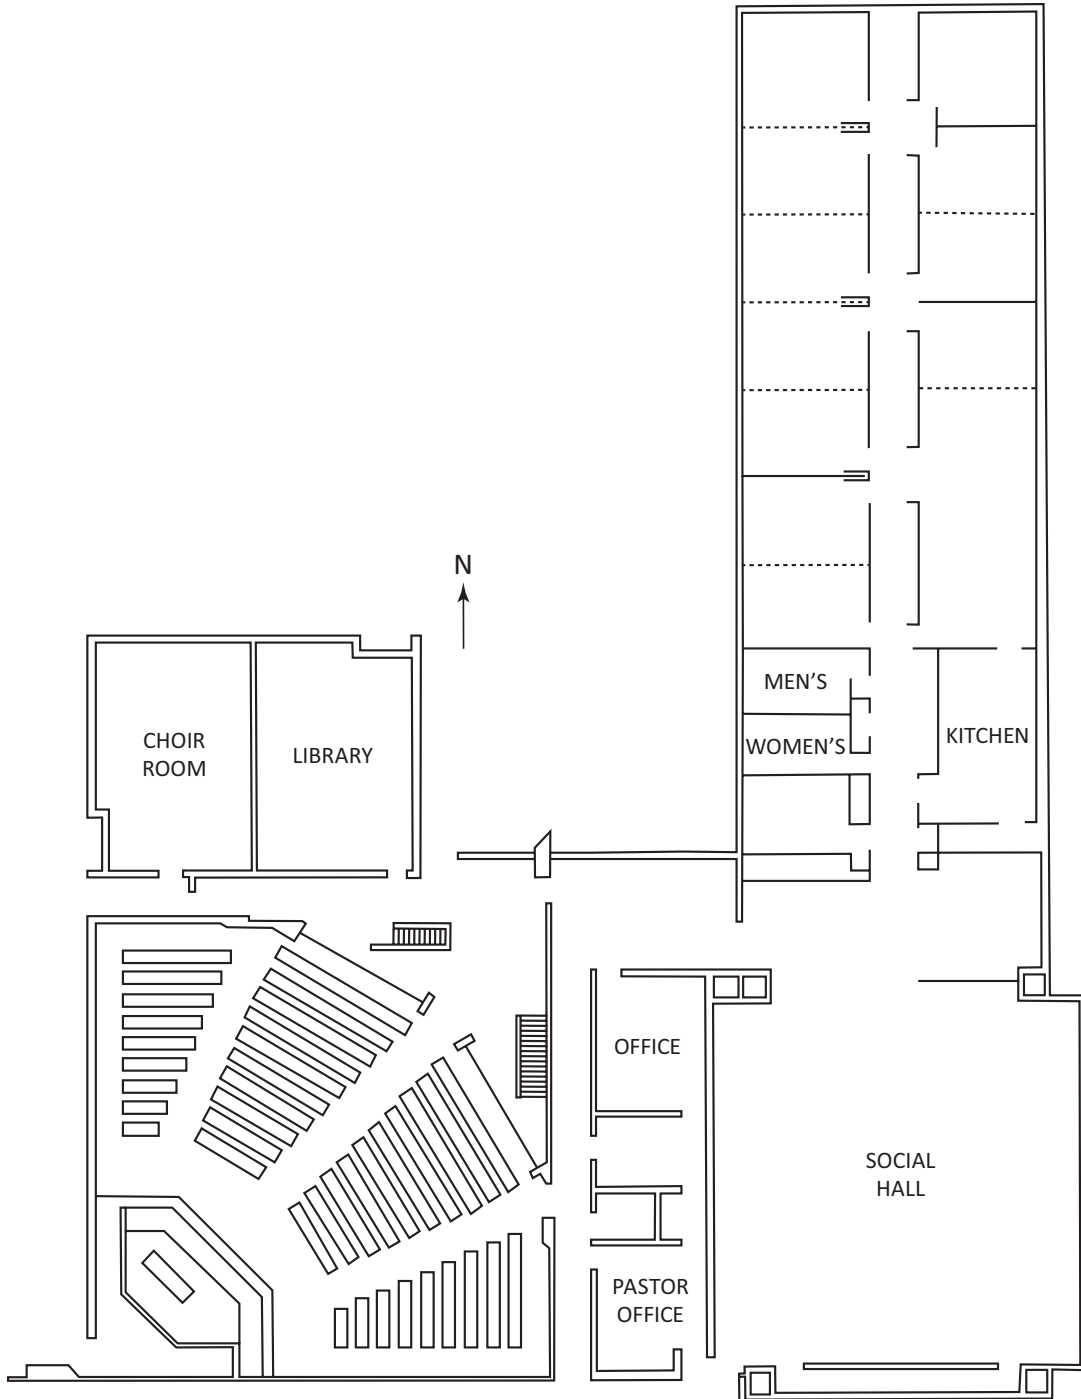 N
MEN'S
WOMEN'S
KITCHEN
CHOIR
ROOM
LIBRARY
OFFICE
SOCIAL
HALL
PASTOR
OFFICE